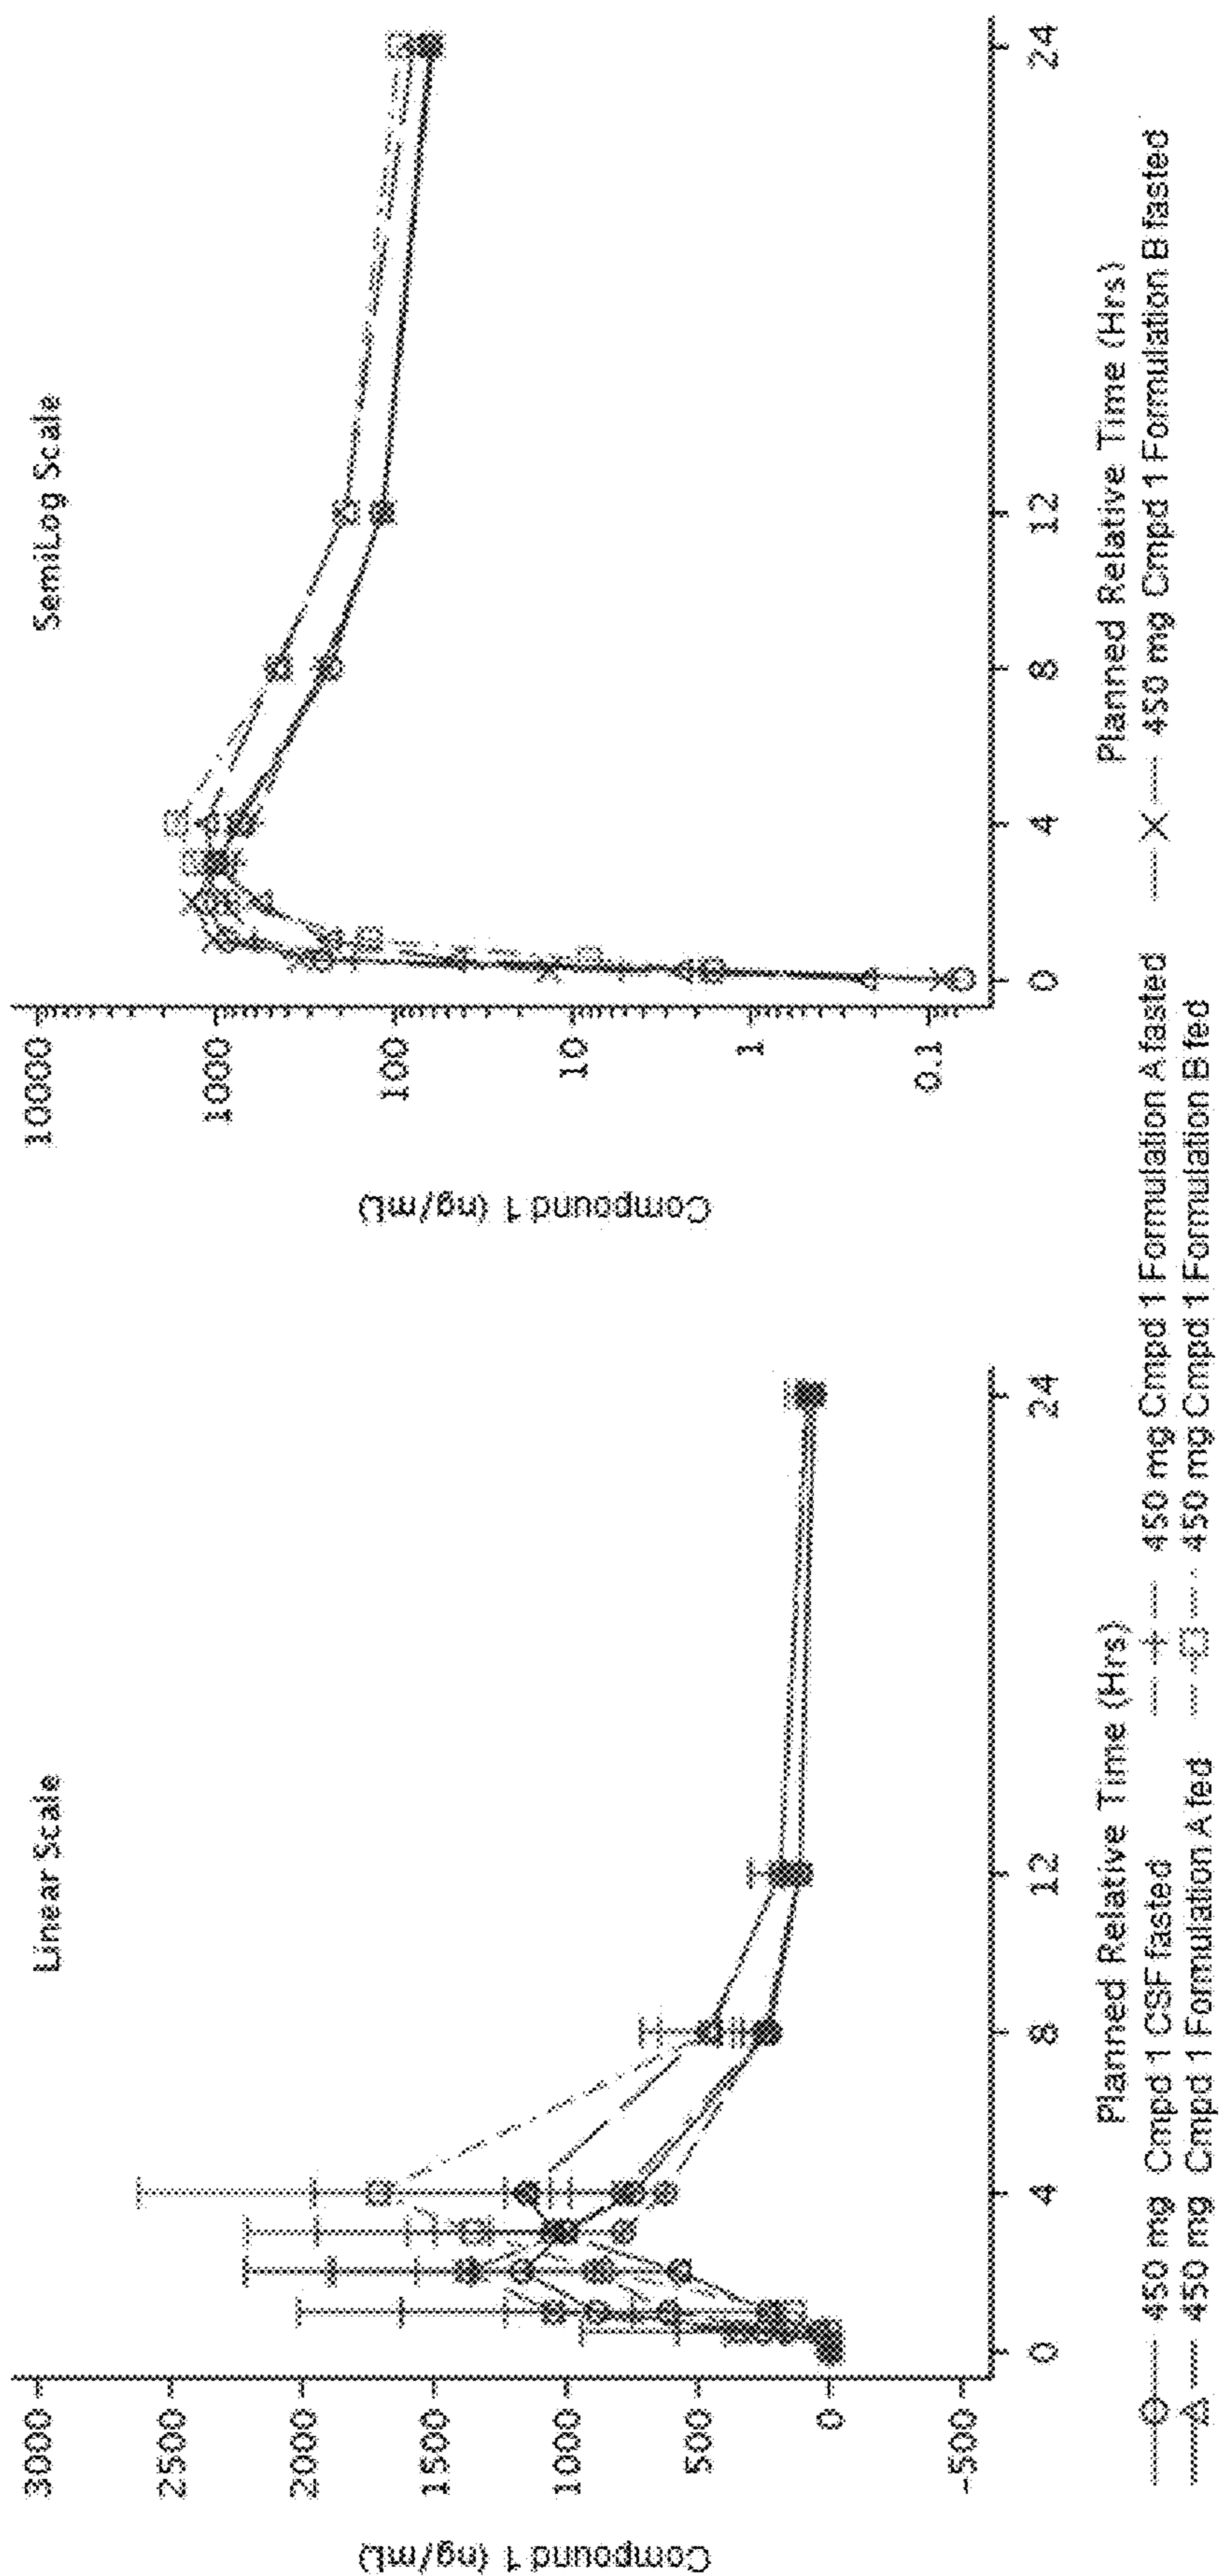 Linear Scale
Compound 1 (ng/mL)
3000
2500
2000
1500
1000
500
0
-500
0
4
8
12
24
Planned Relative Time (Hrs)
SemiLog Scale
Compound 1 (ng/mL)
10000
1000
100
10
1
0.1
0
4
8
12
24
Planned Relative Time (Hrs)
450 mg Cmpd 1 CSF fasted
450 mg Cmpd 1 Formulation A fasted
450 mg Cmpd 1 Formulation B fasted
450 mg Cmpd 1 Formulation A fed
450 mg Cmpd 1 Formulation B fed